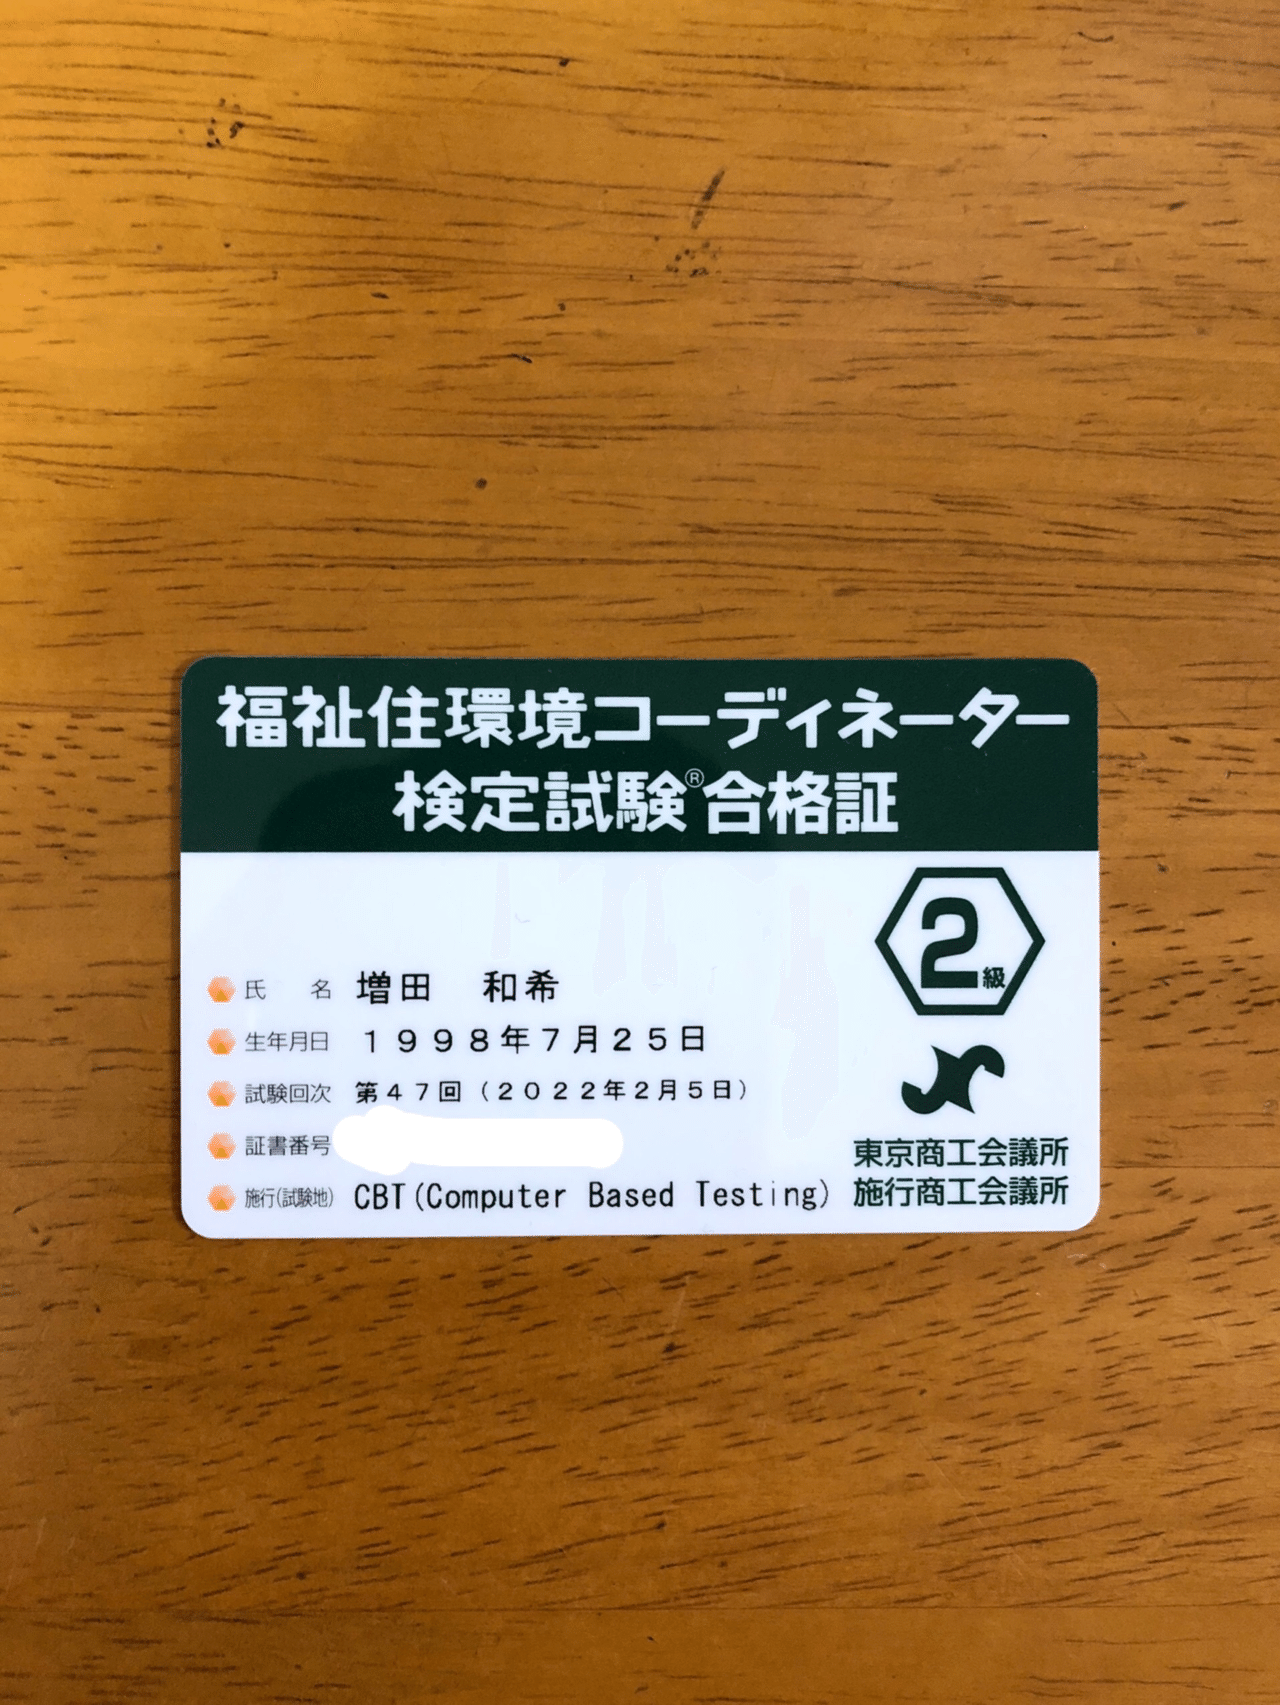 福祉住環境コーディネーター
検定試験®合格証
2級
氏 名 増田 和希
生年月日 1998年7月25日
試験回次 第47回(2022年2月5日)
証書番号
施行(試験地) CBT(Computer Based Testing)
東京商工会議所
施行商工会議所